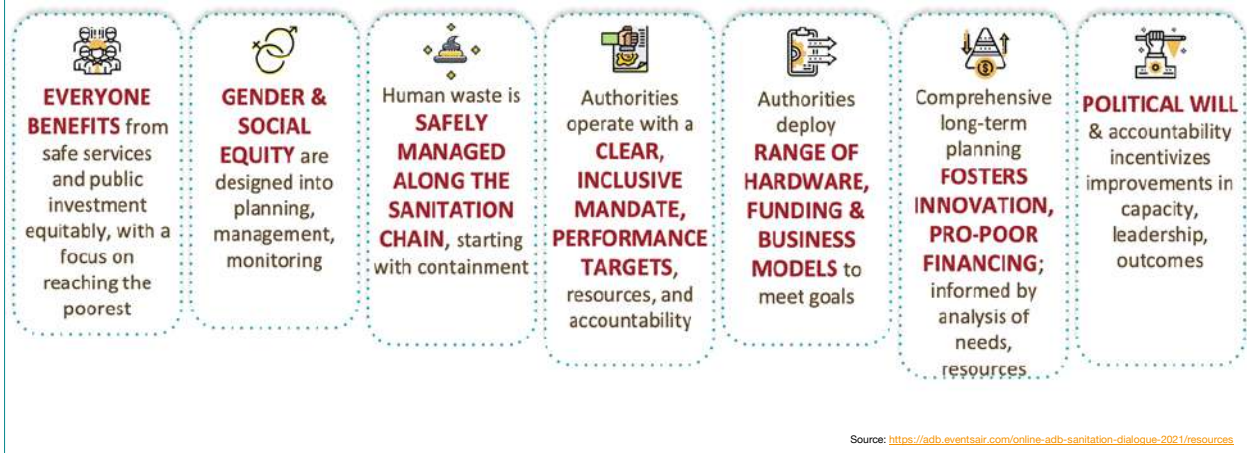 EVERYONE
BENEFITS from
safe services
and public
investment
equitably, with a
focus on
reaching the
poorest
GENDER &
SOCIAL
EQUITY are
designed into
planning,
management,
monitoring
Human waste is
SAFELY
MANAGED
ALONG THE
SANITATION
CHAIN, starting
with containment
Authorities
operate with a
CLEAR,
INCLUSIVE
MANDATE,
PERFORMANCE
TARGETS,
resources, and
accountability
Authorities
deploy
RANGE OF
HARDWARE,
FUNDING &
BUSINESS
MODELS to
meet goals
Comprehensive
long-term
planning
FOSTERS
INNOVATION,
PRO-POOR
FINANCING;
informed by
analysis of
needs,
resources
POLITICAL WILL
& accountability
incentivizes
improvements in
capacity,
leadership,
outcomes
Source: https://adb.eventsair.com/online-adb-sanitation-dialogue-2021/resources